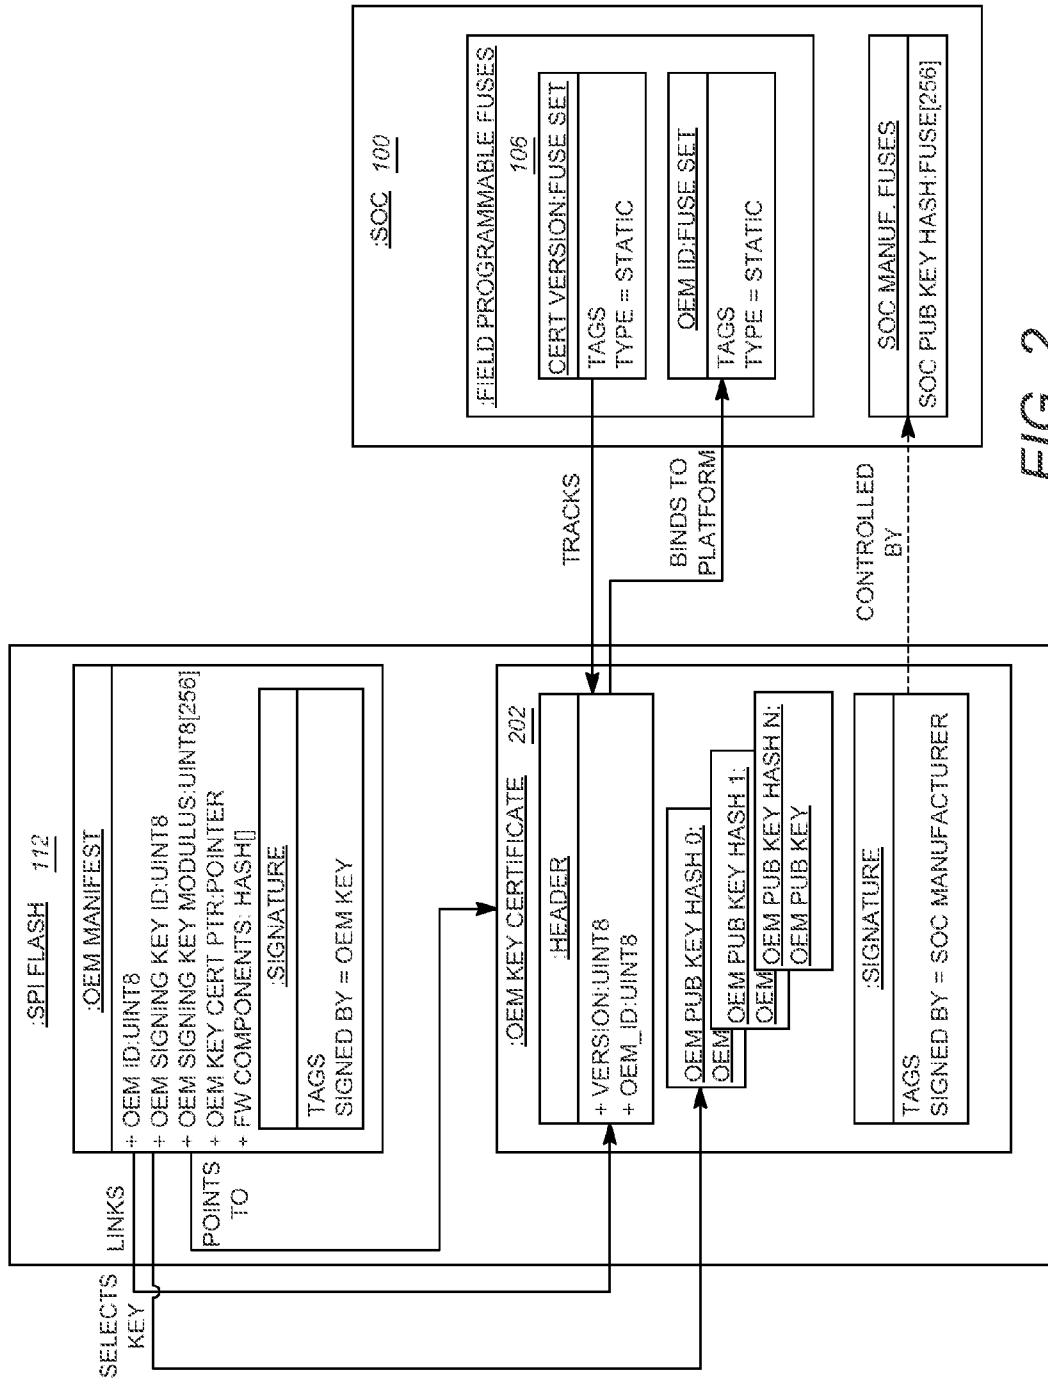 :SPI FLASH 112
:OEM MANIFEST
+ OEM ID:UINT8
+ OEM SIGNING KEY ID:UINT8
+ OEM SIGNING KEY MODULUS:UINT8[256]
+ OEM KEY CERT PTR:POINTER
+ FW COMPONENTS: HASH[]
:SIGNATURE
TAGS
SIGNED BY = OEM KEY
SELECTS
KEY
LINKS
POINTS
TO
:OEM KEY CERTIFICATE 202
:HEADER
+ VERSION:UINT8
+ OEM_ID:UINT8
OEM PUB KEY HASH 0:
OEM
OEM PUB KEY HASH 1:
OEM
OEM PUB KEY HASH N:
OEM PUB KEY
:SIGNATURE
TAGS
SIGNED BY = SOC MANUFACTURER
TRACKS
BINDS TO
PLATFORM
CONTROLLED
BY
:SOC 100
:FIELD PROGRAMMABLE FUSES
106
CERT VERSION:FUSE SET
TAGS
TYPE = STATIC
OEM ID:FUSE SET
TAGS
TYPE = STATIC
SOC MANUF. FUSES
SOC PUB KEY HASH:FUSE[256]
FIG. 2